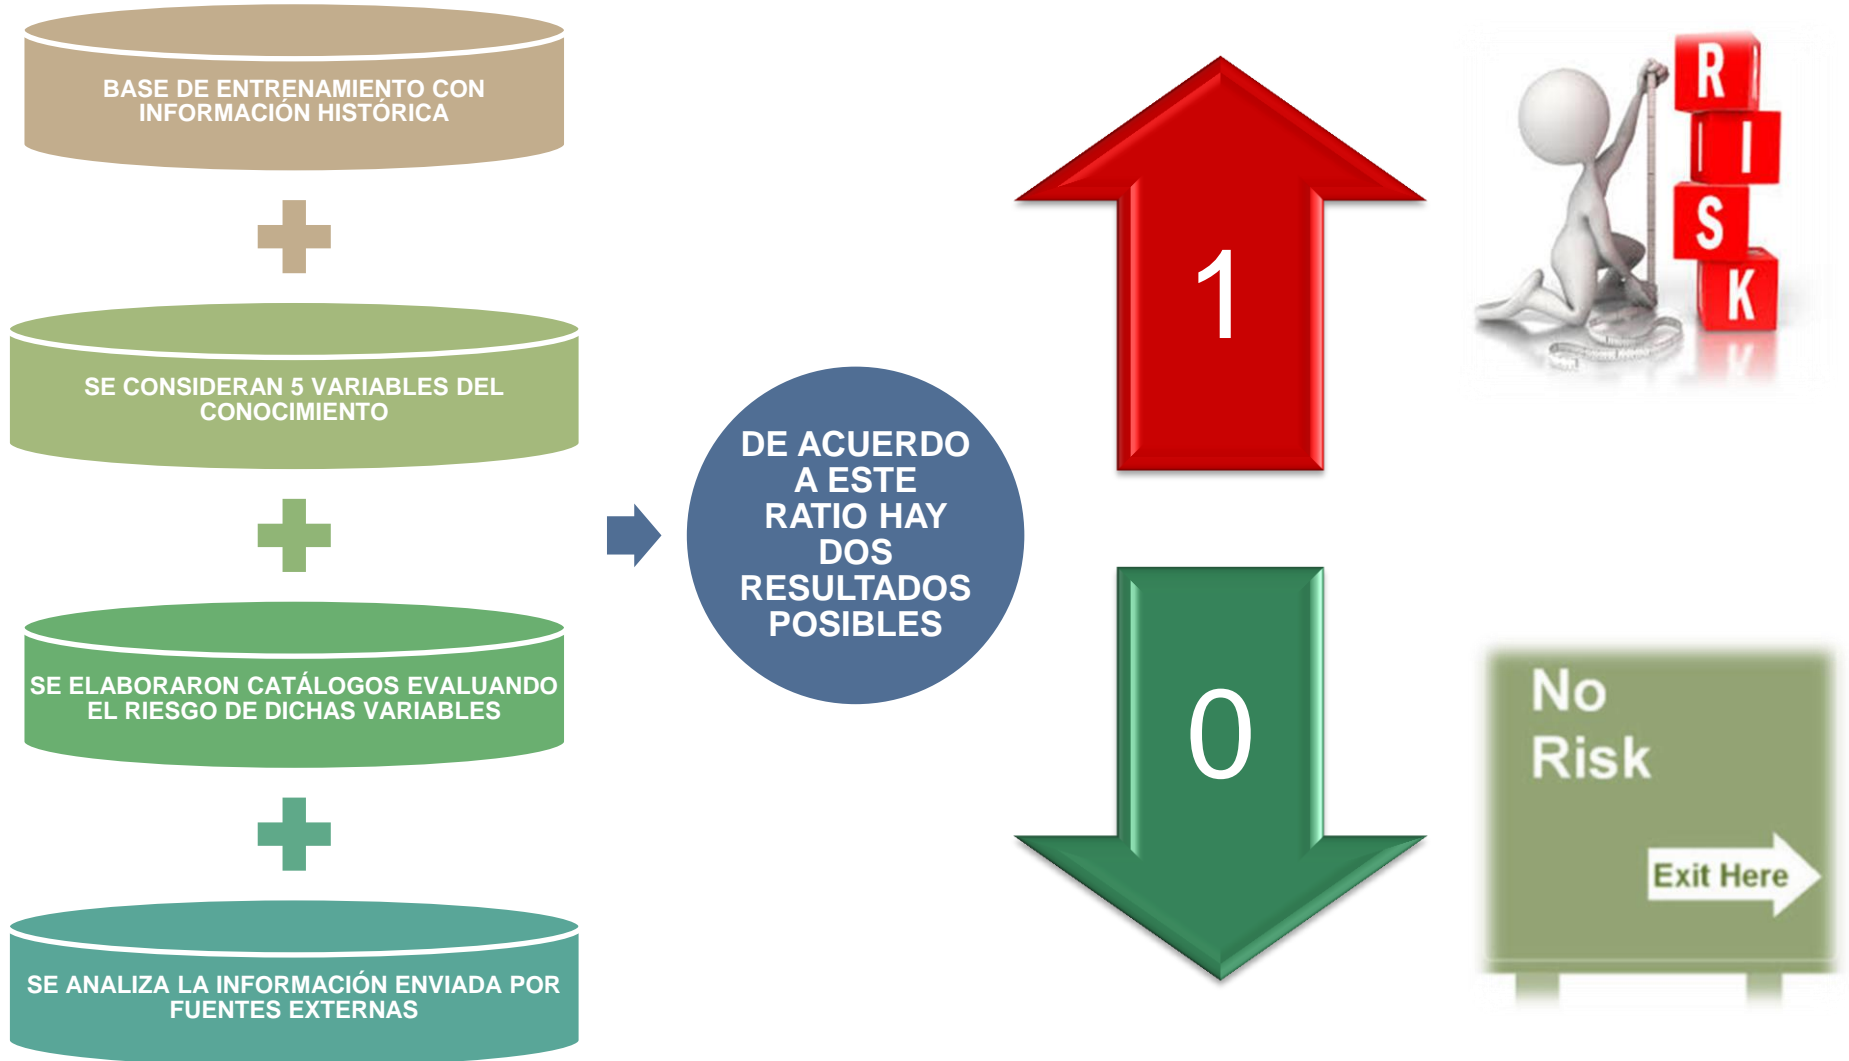 BASE DE ENTRENAMIENTO CON
INFORMACIÓN HISTÓRICA
SE CONSIDERAN 5 VARIABLES DEL
CONOCIMIENTO
SE ELABORARON CATÁLOGOS EVALUANDO
EL RIESGO DE DICHAS VARIABLES
SE ANALIZA LA INFORMACIÓN ENVIADA POR
FUENTES EXTERNAS
DE ACUERDO
A ESTE
RATIO HAY
DOS
RESULTADOS
POSIBLES
1
R
I
S
K
0
No
Risk
Exit Here